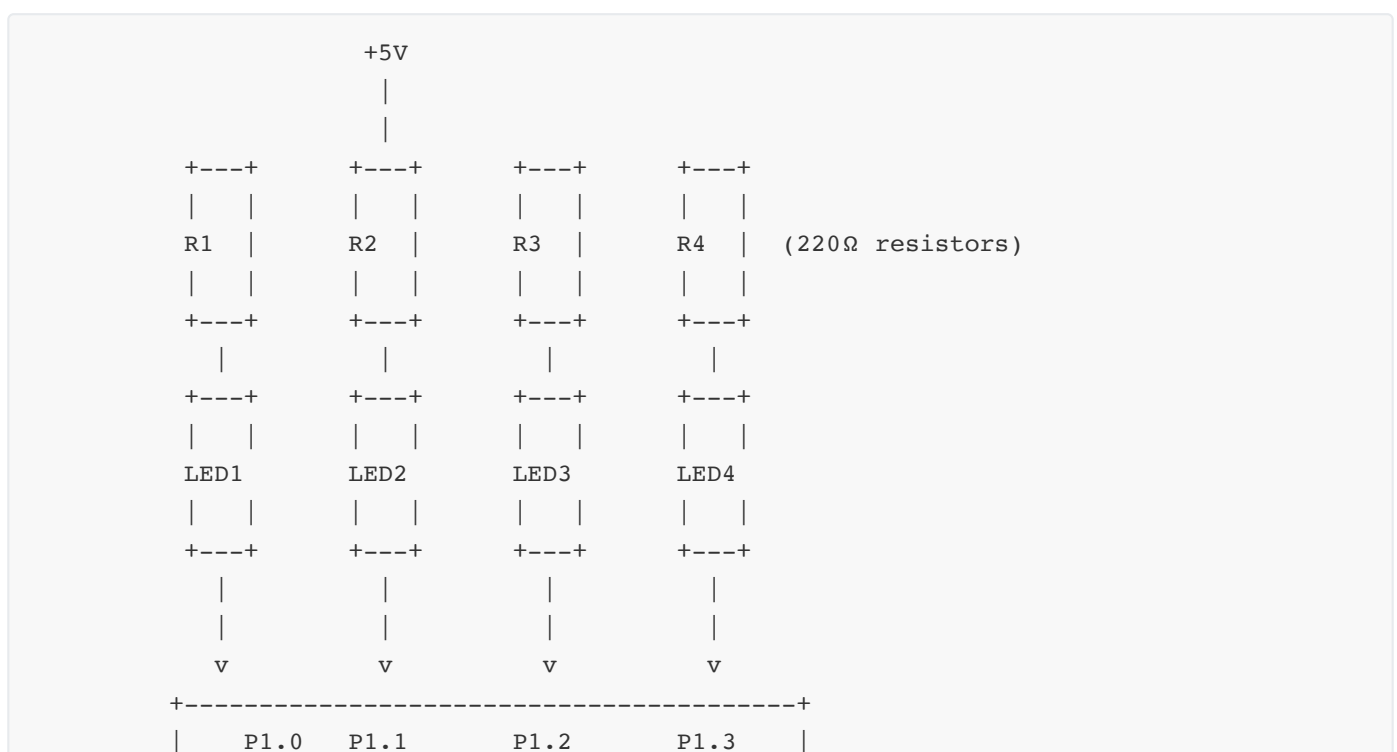 +5V
|
|
+---+ +---+ +---+ +---+
| | | | | | | |
R1 | R2 | R3 | R4 | (220Ω resistors)
| | | | | | | |
+---+ +---+ +---+ +---+
| | | |
+---+ +---+ +---+ +---+
| | | | | | | |
LED1 LED2 LED3 LED4
| | | | | | | |
+---+ +---+ +---+ +---+
| | | |
| | | |
v v v v
+-----------------------------------------+
| P1.0 P1.1 P1.2 P1.3 |